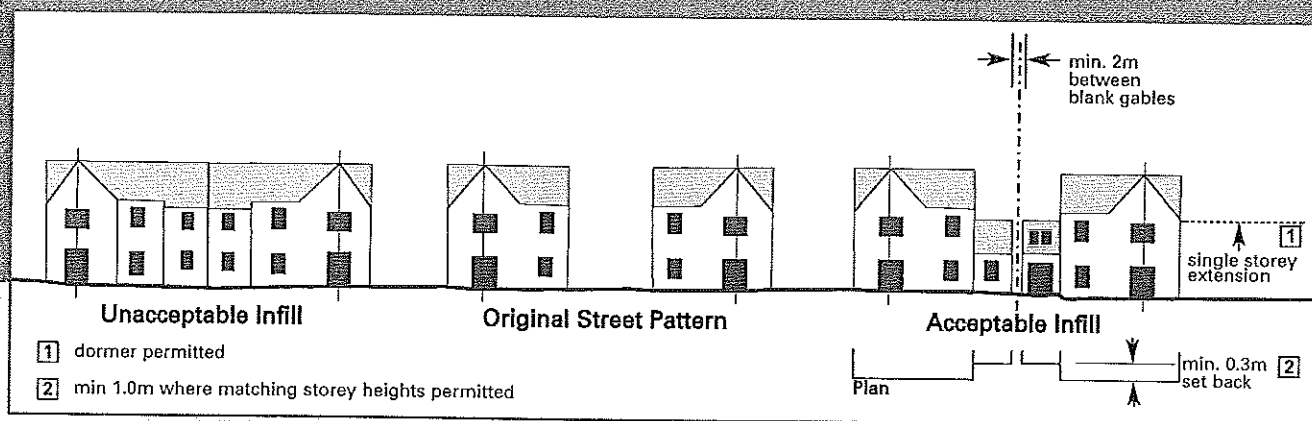 min. 2m
between
blank gables
1
single storey
extension
Unacceptable Infill
Original Street Pattern
Acceptable Infill
1 dormer permitted
2 min 1.0m where matching storey heights permitted
Plan
min. 0.3m 2
set back